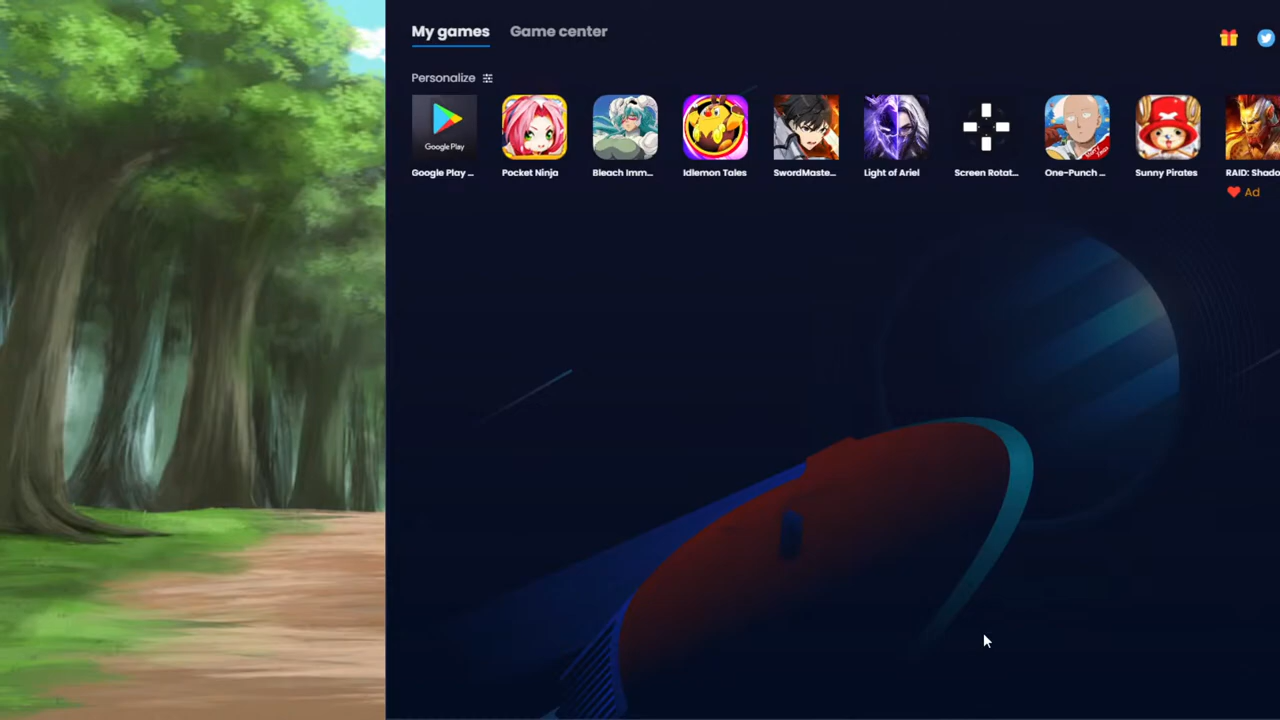 My games Game center
Personalize
Google Play
Google Play ... Pocket Ninja Bleach Imm... Idlemon Tales SwordMaste... Light of Ariel Screen Rotat... One-Punch ... Sunny Pirates RAID: Shado
Ad